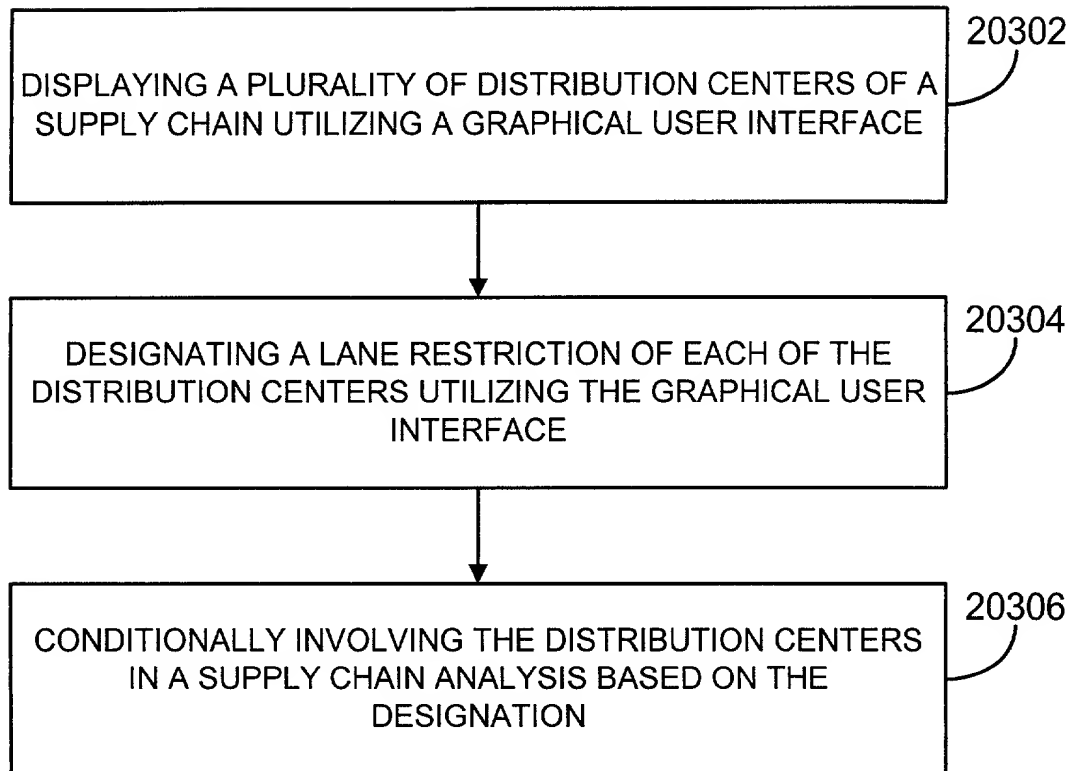 20302
DISPLAYING A PLURALITY OF DISTRIBUTION CENTERS OF A
SUPPLY CHAIN UTILIZING A GRAPHICAL USER INTERFACE
20304
DESIGNATING A LANE RESTRICTION OF EACH OF THE
DISTRIBUTION CENTERS UTILIZING THE GRAPHICAL USER
INTERFACE
20306
CONDITIONALLY INVOLVING THE DISTRIBUTION CENTERS
IN A SUPPLY CHAIN ANALYSIS BASED ON THE
DESIGNATION